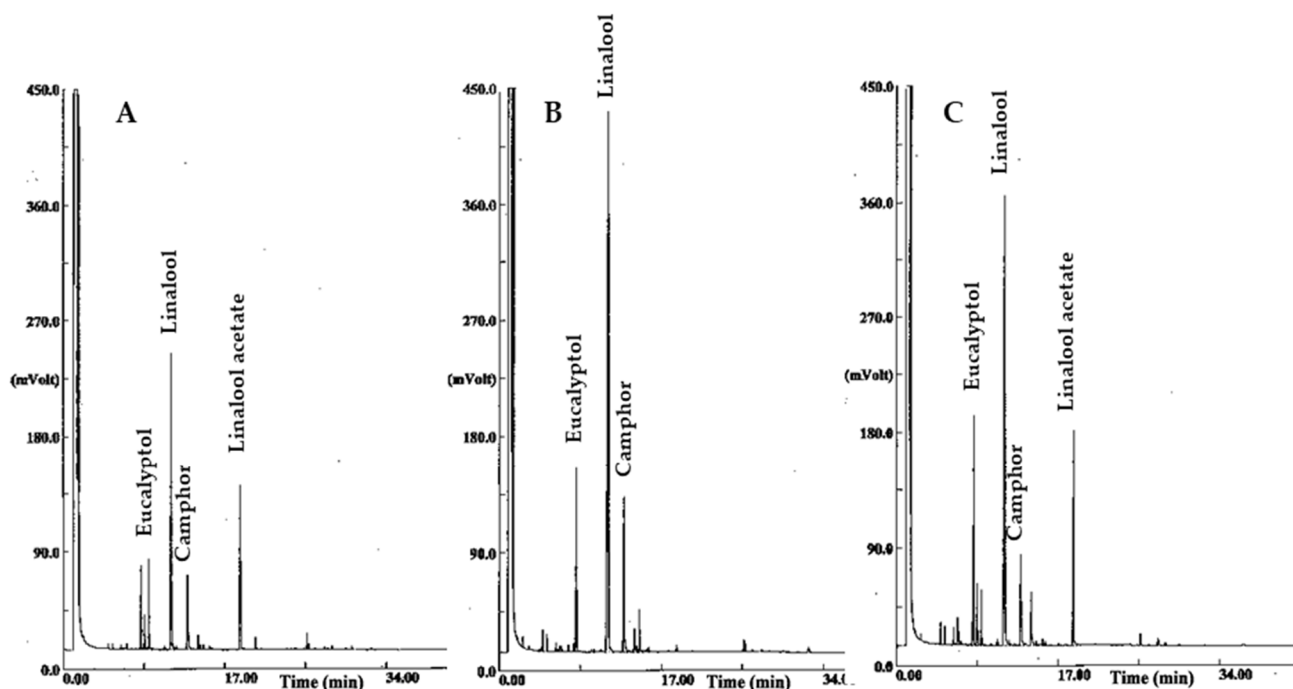 A
450.0
360.0
270.0
(mVolt)
180.0
90.0
0.0
Eucalyptol
Linalool
Camphor
Linalool acetate
0.00
17.00
Time (min)
34.00
B
450.0
360.0
270.0
(mVolt)
180.0
90.0
0.0
Eucalyptol
Linalool
Camphor
0.00
17.00
Time (min)
34.00
C
450.0
360.0
270.0
(mVolt)
180.0
90.0
0.0
Eucalyptol
Linalool
Camphor
Linalool acetate
0.00
17.00
Time (min)
34.00